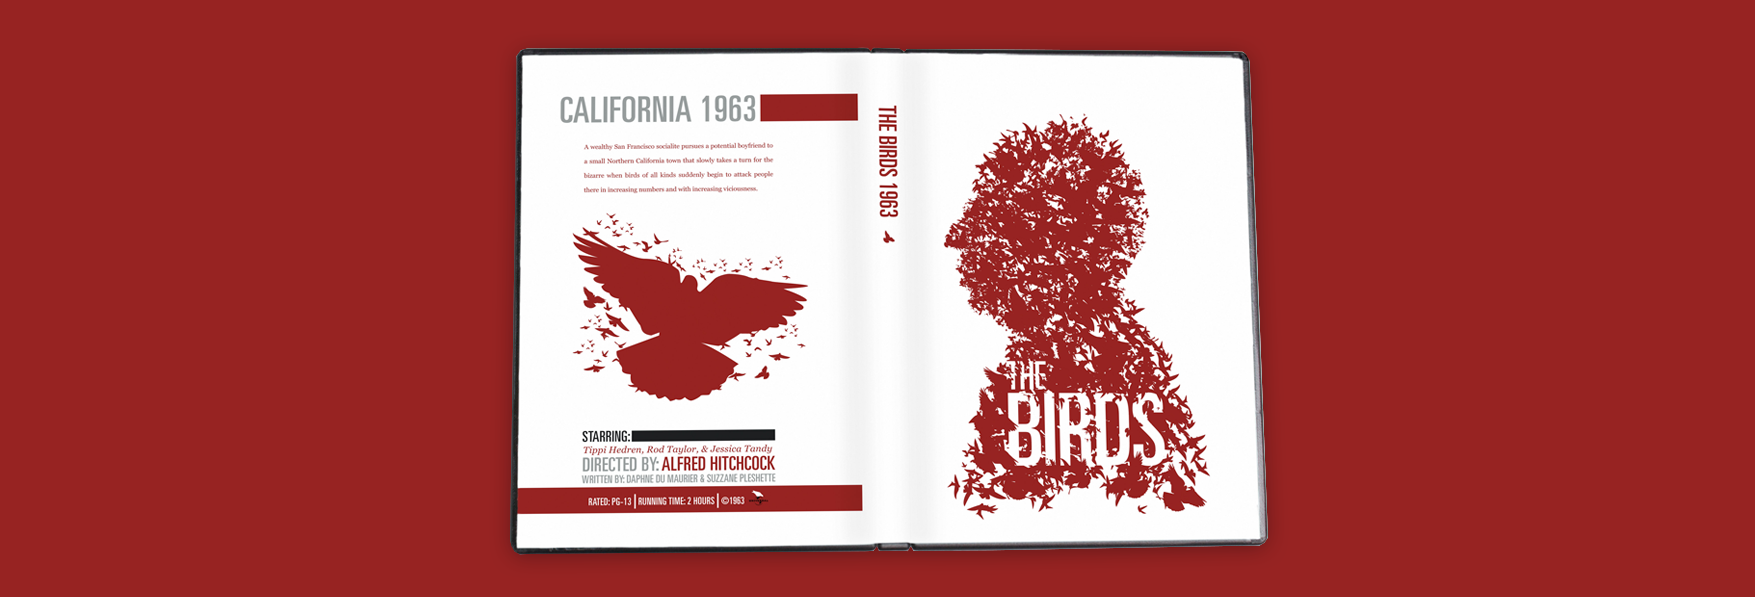 CALIFORNIA 1963
A wealthy San Francisco socialite pursues a potential boyfriend to
a small Northern California town that slowly takes a turn for the
bizarre when birds of all kinds suddenly begin to attack people
there in increasing numbers and with increasing viciousness.
STARRING:
Tippi Hedren, Rod Taylor, & Jessica Tandy
DIRECTED BY: ALFRED HITCHCOCK
WRITTEN BY: DAPHNE DU MAURIER & SUZZANE PLESHETTE
RATED: PG-13 | RUNNING TIME: 2 HOURS | ©1963
THE BIRDS 1963
THE
BIRDS